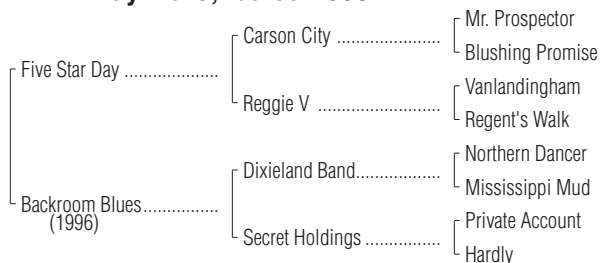 Mr. Prospector
Carson City ..................
Blushing Promise
Five Star Day ...................
Vanlandingham
Reggie V .......................
Regent's Walk
Northern Dancer
Dixieland Band................
Mississippi Mud
Backroom Blues...............
(1996)
Private Account
Secret Holdings ...............
Hardly